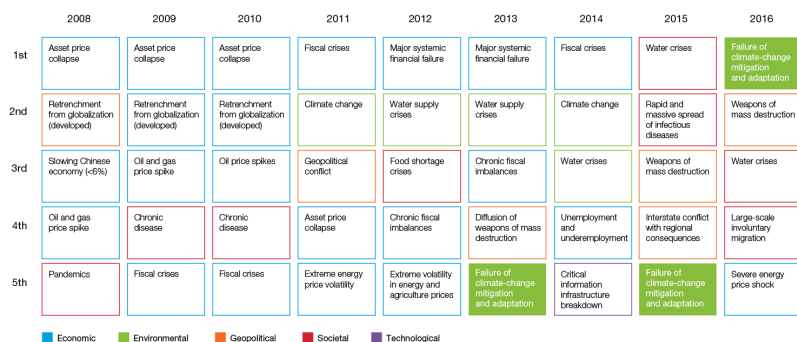 2008 2009 2010 2011 2012 2013 2014 2015 2016
1st
Asset price
collapse
Asset price
collapse
Asset price
collapse
Fiscal crises
Major systemic
financial failure
Major systemic
financial failure
Fiscal crises
Water crises
Failure of
climate-change
mitigation
and adaptation
2nd
Retrenchment
from globalization
(developed)
Retrenchment
from globalization
(developed)
Retrenchment
from globalization
(developed)
Climate change
Water supply
crises
Water supply
crises
Climate change
Rapid and
massive spread
of infectious
diseases
Weapons of
mass destruction
3rd
Slowing Chinese
economy (<6%)
Oil and gas
price spike
Oil price spikes
Geopolitical
conflict
Food shortage
crises
Chronic fiscal
imbalances
Water crises
Weapons of
mass destruction
Water crises
4th
Oil and gas
price spike
Chronic
disease
Chronic
disease
Asset price
collapse
Chronic fiscal
imbalances
Diffusion of
weapons of mass
destruction
Unemployment
and
underemployment
Interstate conflict
with regional
consequences
Large-scale
involuntary
migration
5th
Pandemics
Fiscal crises
Fiscal crises
Extreme energy
price volatility
Extreme volatility
in energy and
agriculture prices
Failure of
climate-change
mitigation
and adaptation
Critical
information
infrastructure
breakdown
Failure of
climate-change
mitigation
and adaptation
Severe energy
price shock
Economic Environmental Geopolitical Societal Technological